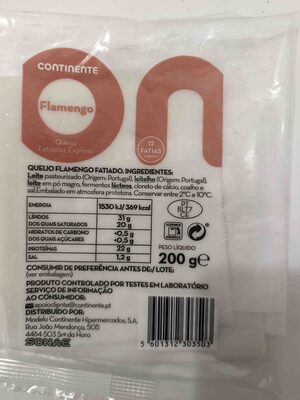 CONTINENTE
Flamengo
Queijo
Fatiados Express
12
FATIAS
QUEIJO FLAMENGO FATIADO. INGREDIENTES:
Leite pasteurizado (Origem: Portugal), leitelho (Origem: Portugal),
leite em pó magro, fermentos lácteos, cloreto de cálcio, coalho e
sal. Embalado em atmosfera protetora. Conservar entre 2°C e 10°C.
ENERGIA 1530 kJ/ 369 kcal
LÍPIDOS 31 g
DOS QUAIS SATURADOS 20 g
HIDRATOS DE CARBONO <0,5 g
DOS QUAIS AÇUCARES <0,5 g
PROTEÍNAS 22 g
SAL 1,2 g
PT
CE
PESO LÍQUIDO
200 g e
CONSUMIR DE PREFERÊNCIA ANTES DE:/ LOTE:
(ver embalagem)
PRODUTO CONTROLADO POR TESTES EM LABORATÓRIO
SERVIÇO DE INFORMAÇÃO
AO CONSUMIDOR:
apoiocliente@continente.pt
Distribuído por:
Modelo Continente Hipermercados, S.A.
Rua João Mendonça, 505
4464-503 Srª da Hora
SONAE
5 601312 303503